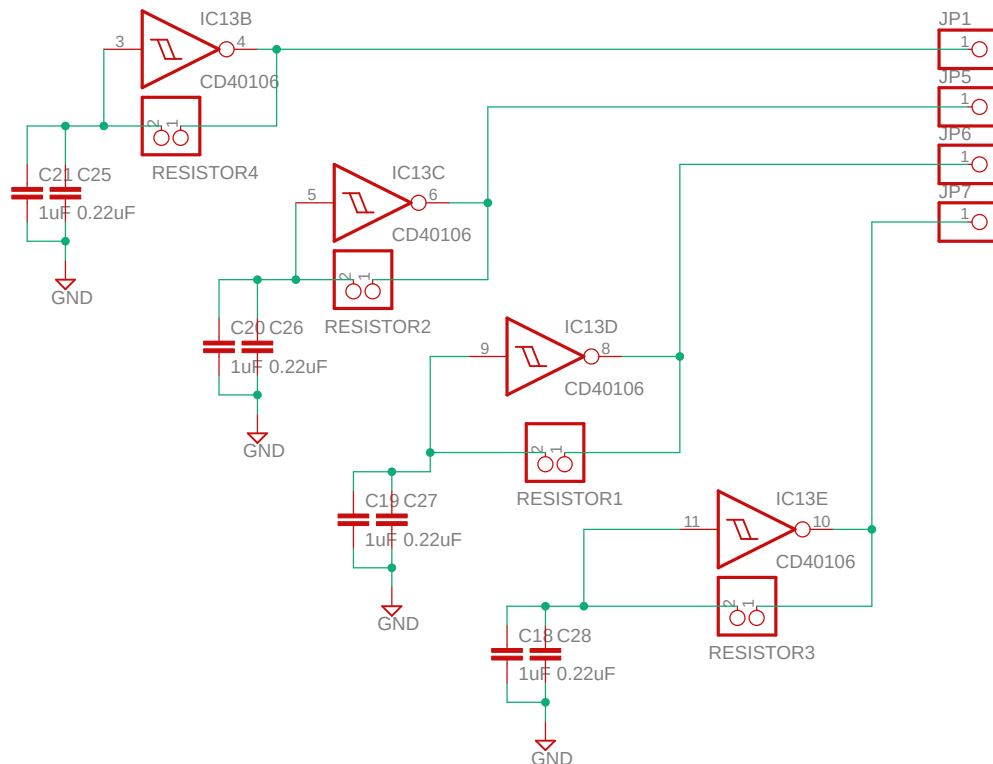 IC13B
JP1
3
4
1
CD40106
JP5
1
2
1
JP6
1
RESISTOR4
C21 C25
IC13C
1
5
6
JP7
1uF 0.22uF
1
CD40106
2
1
GND
RESISTOR2
C20 C26
IC13D
9
8
1uF 0.22uF
CD40106
2
1
GND
RESISTOR1
C19 C27
IC13E
11
10
1uF 0.22uF
CD40106
2
1
GND
C18 C28
RESISTOR3
1uF 0.22uF
GND